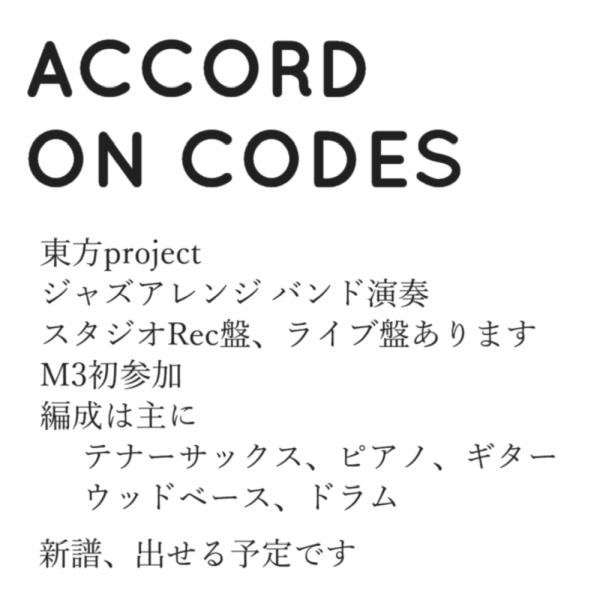 ACCORD
ON CODES
東方project
ジャズアレンジ バンド演奏
スタジオRec盤、ライブ盤あります
M3初参加
編成は主に
テナーサックス、ピアノ、ギター
ウッドベース、ドラム
新譜、出せる予定です